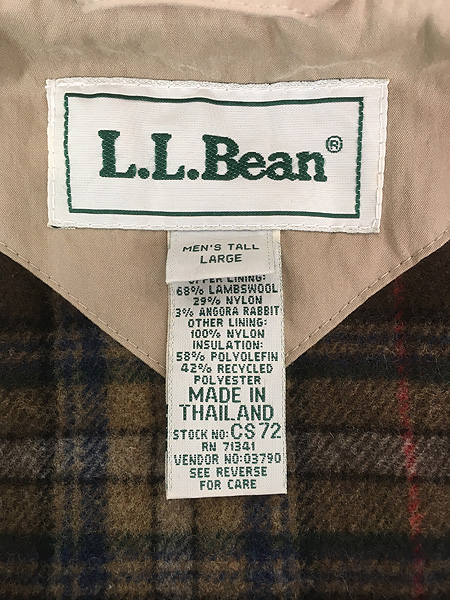 L.L.Bean®
MEN'S TALL
LARGE
UPPER LINING:
68% LAMBSWOOL
29% NYLON
3% ANGORA RABBIT
OTHER LINING:
100% NYLON
INSULATION:
58% POLYOLEFIN
42% RECYCLED
POLYESTER
MADE IN
THAILAND
STOCK NO: CS72
RN 71341
VENDOR NO:03790
SEE REVERSE
FOR CARE